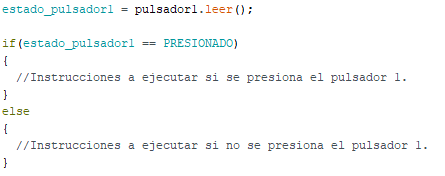 estado_pulsador1 = pulsador1.leer();
if(estado_pulsador1 == PRESIONADO)
{
//Instrucciones a ejecutar si se presiona el pulsador 1.
}
else
{
//Instrucciones a ejecutar si no se presiona el pulsador 1.
}